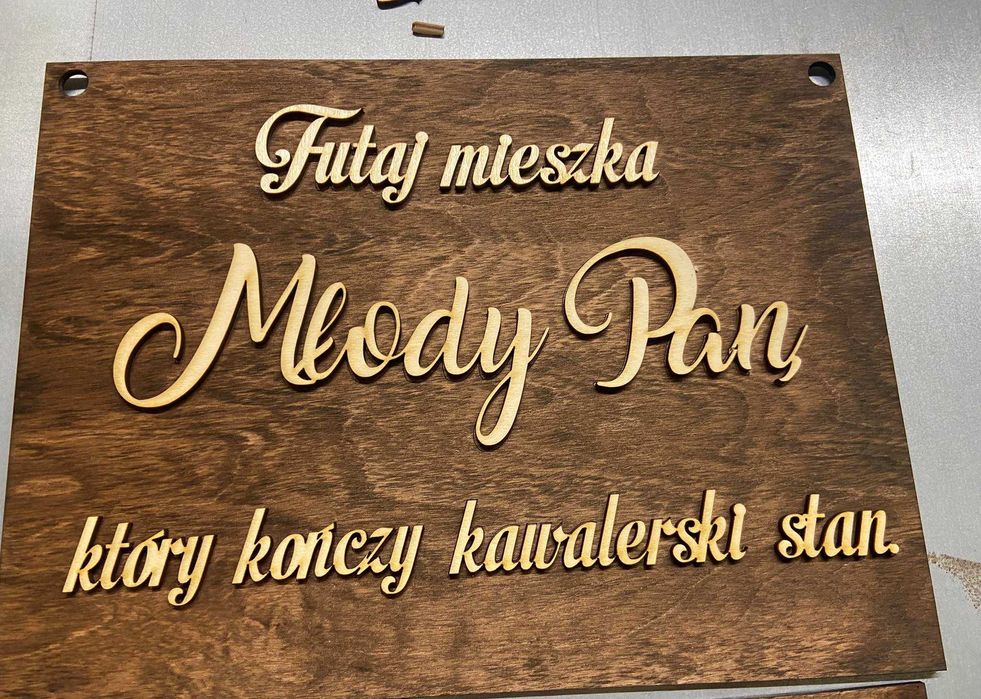 Tutaj mieszka
Młody Pan,
który kończy kawalerski stan.